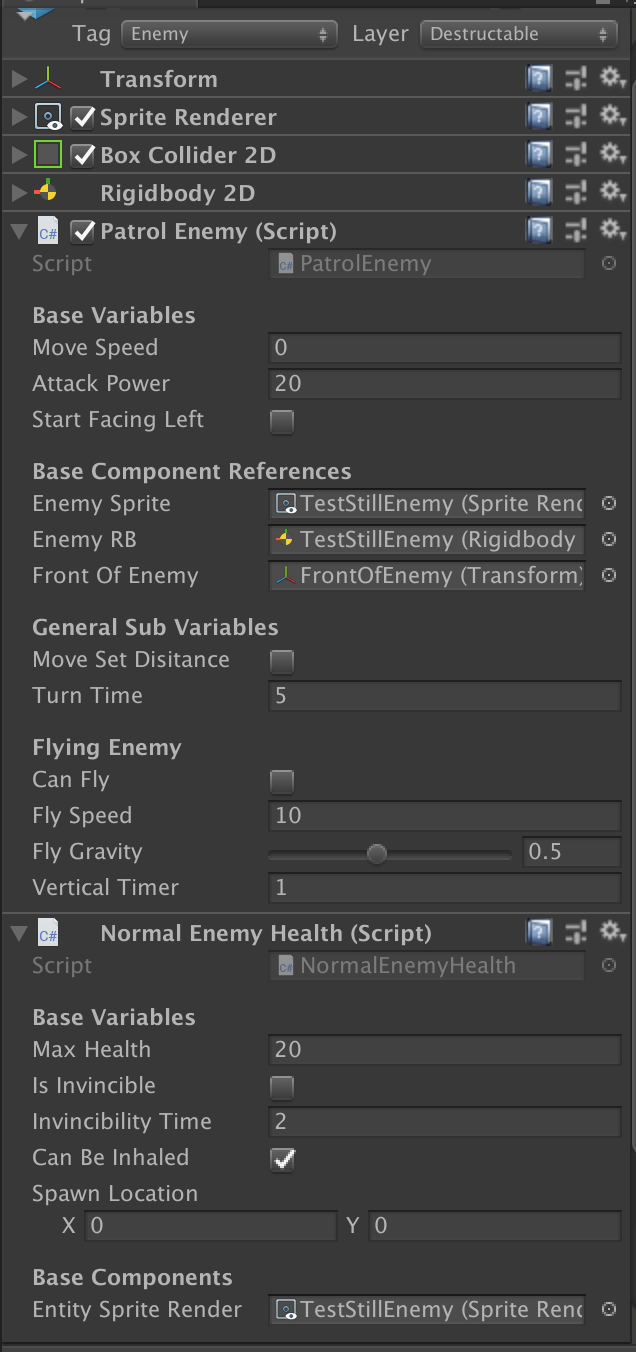 Tag Enemy Layer Destructable
Transform
Sprite Renderer
Box Collider 2D
Rigidbody 2D
C# Patrol Enemy (Script)
Script C# PatrolEnemy
Base Variables
Move Speed 0
Attack Power 20
Start Facing Left
Base Component References
Enemy Sprite TestStillEnemy (Sprite Rend
Enemy RB TestStillEnemy (Rigidbody
Front Of Enemy FrontOfEnemy (Transform)
General Sub Variables
Move Set Disitance
Turn Time 5
Flying Enemy
Can Fly
Fly Speed 10
Fly Gravity 0.5
Vertical Timer 1
C# Normal Enemy Health (Script)
Script C# NormalEnemyHealth
Base Variables
Max Health 20
Is Invincible
Invincibility Time 2
Can Be Inhaled
Spawn Location
X 0 Y 0
Base Components
Entity Sprite Render TestStillEnemy (Sprite Rend